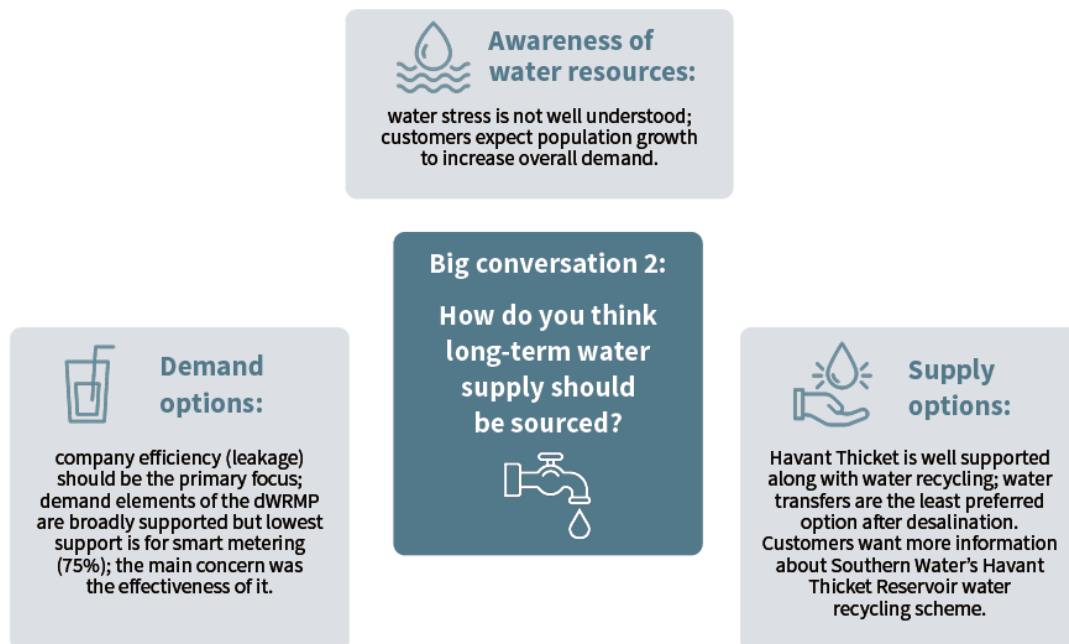 Awareness of
water resources:
water stress is not well understood;
customers expect population growth
to increase overall demand.
Big conversation 2:
How do you think
long-term water
supply should
be sourced?
Demand
options:
company efficiency (leakage)
should be the primary focus;
demand elements of the dWRMP
are broadly supported but lowest
support is for smart metering
(75%); the main concern was
the effectiveness of it.
Supply
options:
Havant Thicket is well supported
along with water recycling; water
transfers are the least preferred
option after desalination.
Customers want more information
about Southern Water’s Havant
Thicket Reservoir water
recycling scheme.